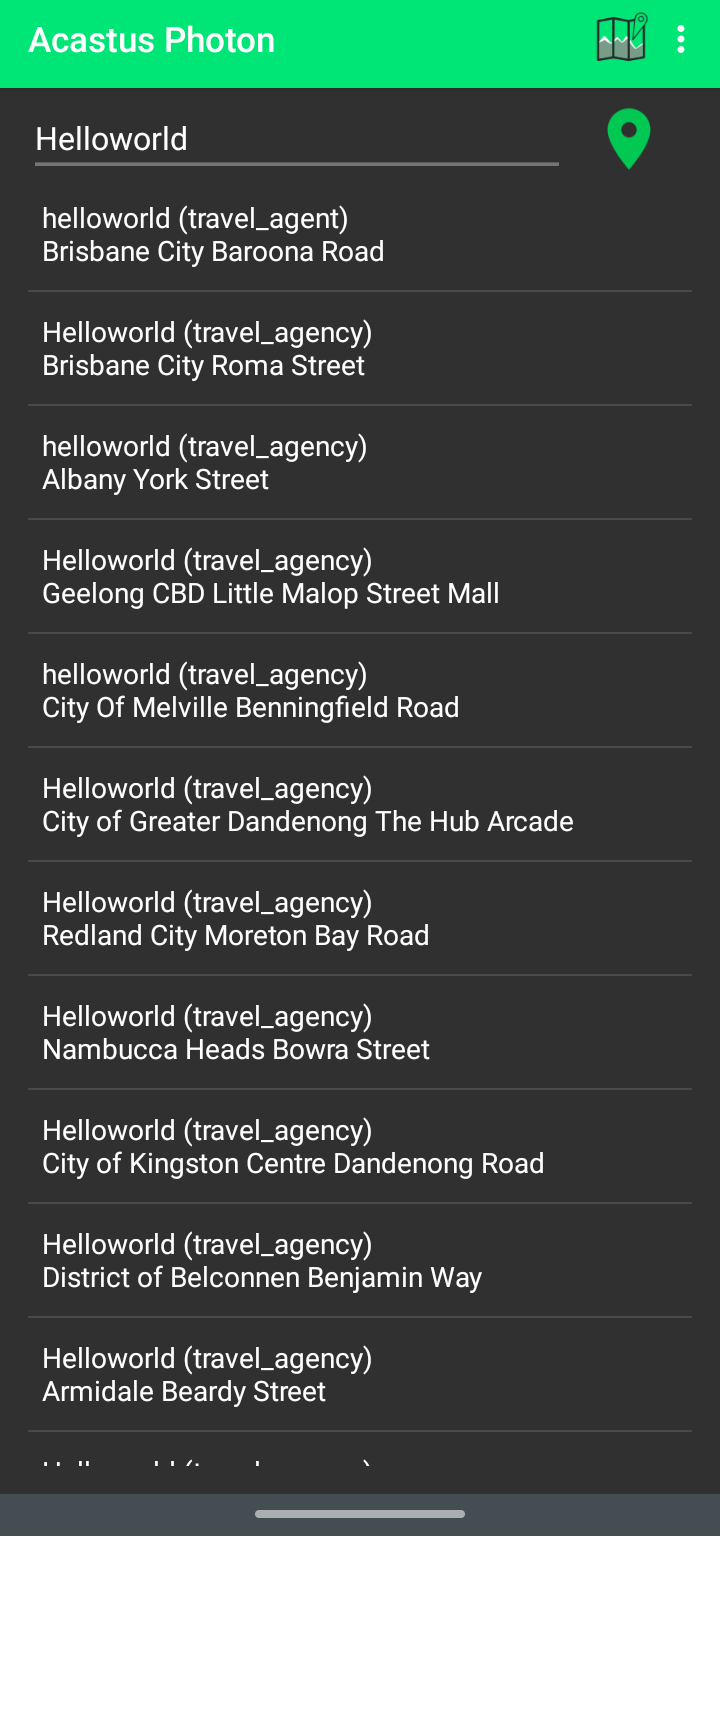 Acastus Photon
Helloworld
helloworld (travel_agent)
Brisbane City Baroona Road
Helloworld (travel_agency)
Brisbane City Roma Street
helloworld (travel_agency)
Albany York Street
Helloworld (travel_agency)
Geelong CBD Little Malop Street Mall
helloworld (travel_agency)
City Of Melville Benningfield Road
Helloworld (travel_agency)
City of Greater Dandenong The Hub Arcade
Helloworld (travel_agency)
Redland City Moreton Bay Road
Helloworld (travel_agency)
Nambucca Heads Bowra Street
Helloworld (travel_agency)
City of Kingston Centre Dandenong Road
Helloworld (travel_agency)
District of Belconnen Benjamin Way
Helloworld (travel_agency)
Armidale Beardy Street